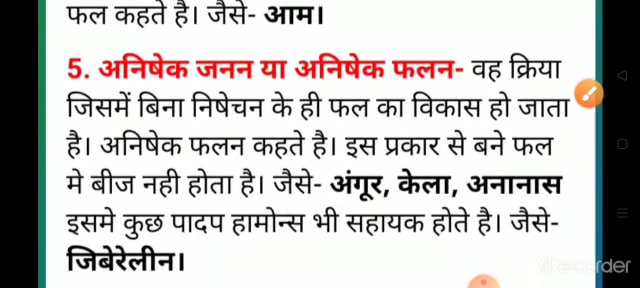 फल कहते है। जैसे- आम।
5. अनिषेक जनन या अनिषेक फलन- वह क्रिया
जिसमें बिना निषेचन के ही फल का विकास हो जाता
है। अनिषेक फलन कहते है। इस प्रकार से बने फल
मे बीज नही होता है। जैसे- अंगूर, केला, अनानास
इसमे कुछ पादप हामोन्स भी सहायक होते है। जैसे-
जिबेरेलीन।